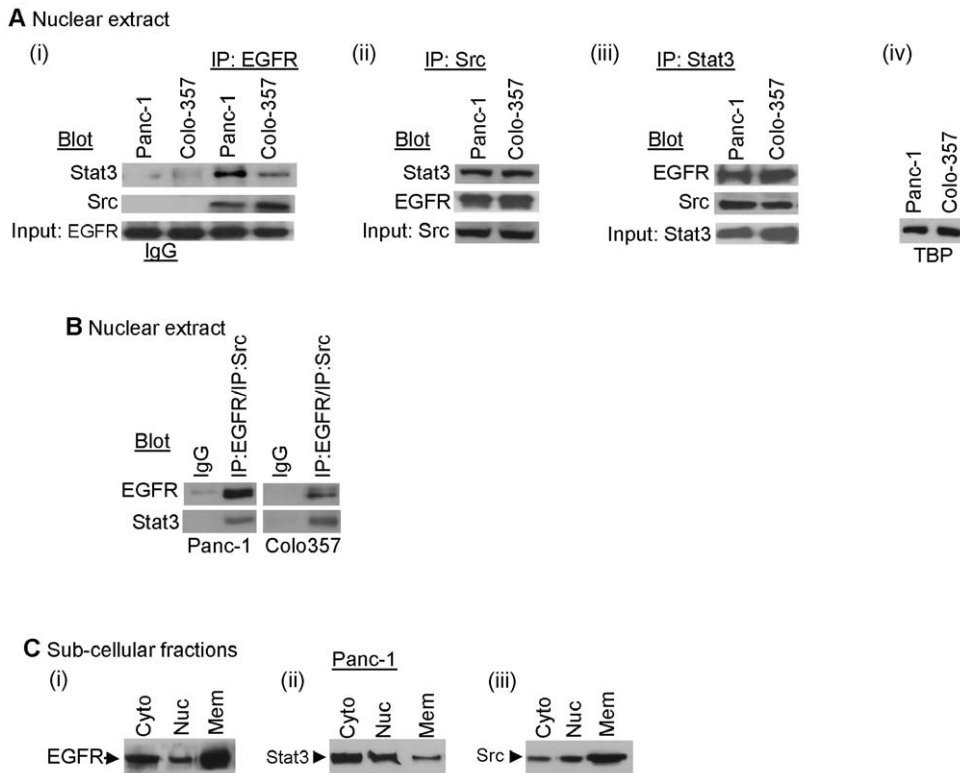 A Nuclear extract
(i)
IP: EGFR
Blot
Panc-1
Colo-357
Panc-1
Colo-357
Stat3
Src
Input: EGFR
IgG
(ii)
IP: Src
Blot
Panc-1
Colo-357
Stat3
EGFR
Input: Src
(iii)
IP: Stat3
Blot
Panc-1
Colo-357
EGFR
Src
Input: Stat3
(iv)
Panc-1
Colo-357
TBP
B Nuclear extract
Blot
IgG
IP:EGFR/IP:Src
IgG
IP:EGFR/IP:Src
EGFR
Stat3
Panc-1
Colo357
C Sub-cellular fractions
Panc-1
(i)
Cyto
Nuc
Mem
EGFR
(ii)
Cyto
Nuc
Mem
Stat3
(iii)
Cyto
Nuc
Mem
Src